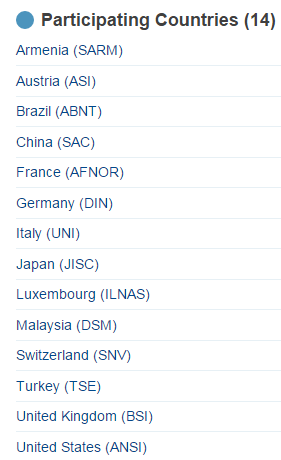 Participating Countries (14)
Armenia (SARM)
Austria (ASI)
Brazil (ABNT)
China (SAC)
France (AFNOR)
Germany (DIN)
Italy (UNI)
Japan (JISC)
Luxembourg (ILNAS)
Malaysia (DSM)
Switzerland (SNV)
Turkey (TSE)
United Kingdom (BSI)
United States (ANSI)